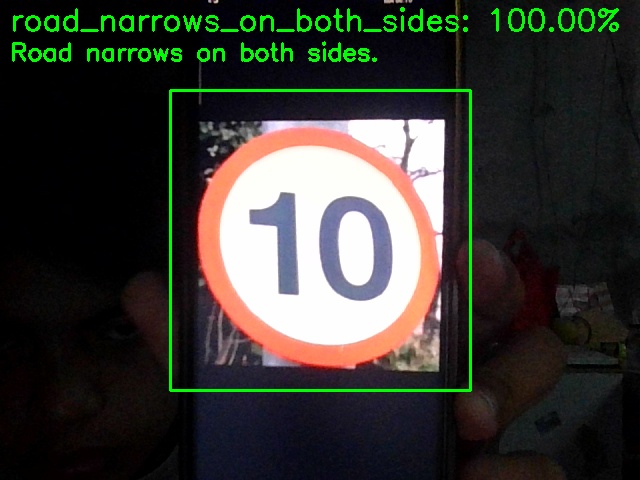 road_narrows_on_both_sides: 100.00%
Road narrows on both sides.
10